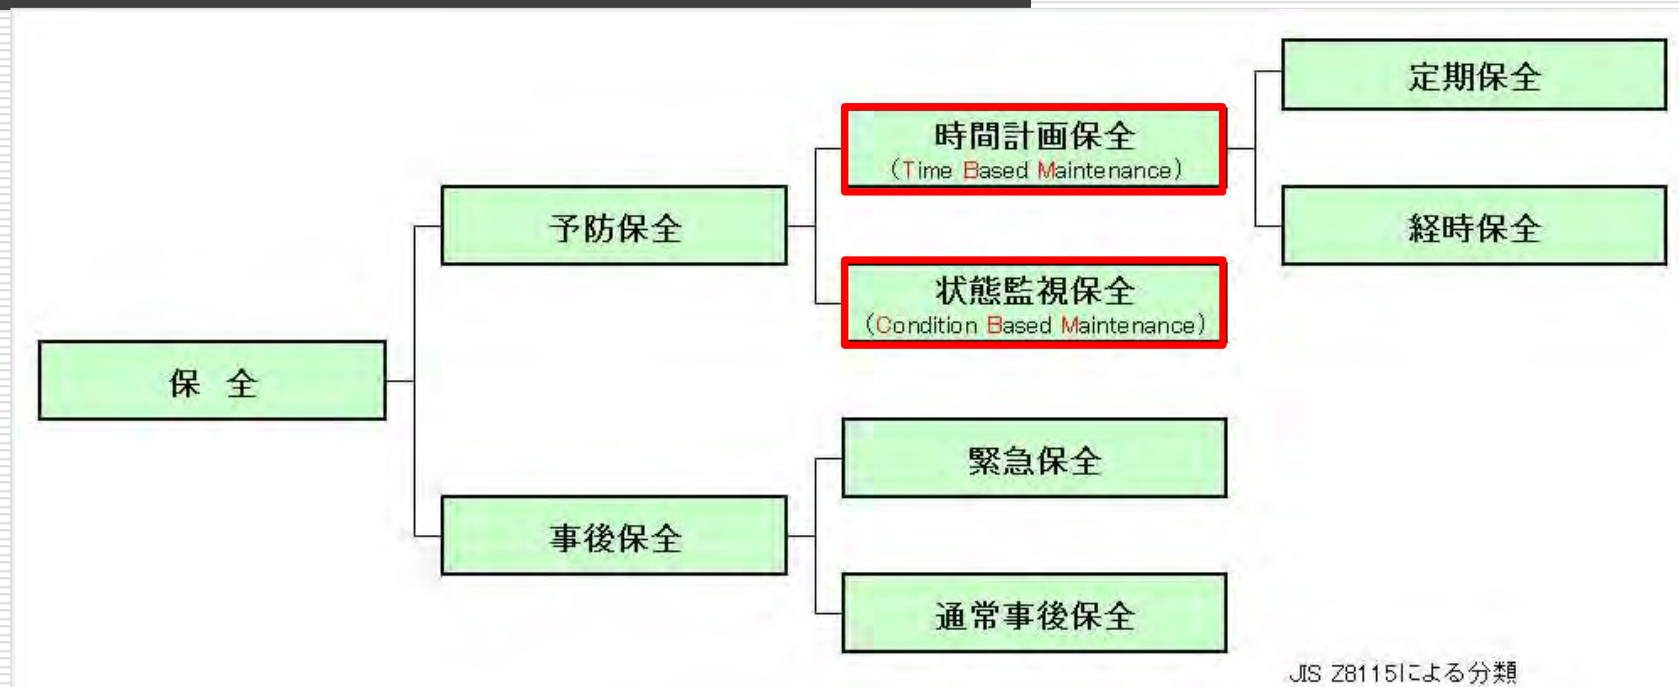 定期保全
時間計画保全
(Time Based Maintenance)
経時保全
予防保全
状態監視保全
(Condition Based Maintenance)
保　全
緊急保全
事後保全
通常事後保全
JIS Z8115による分類